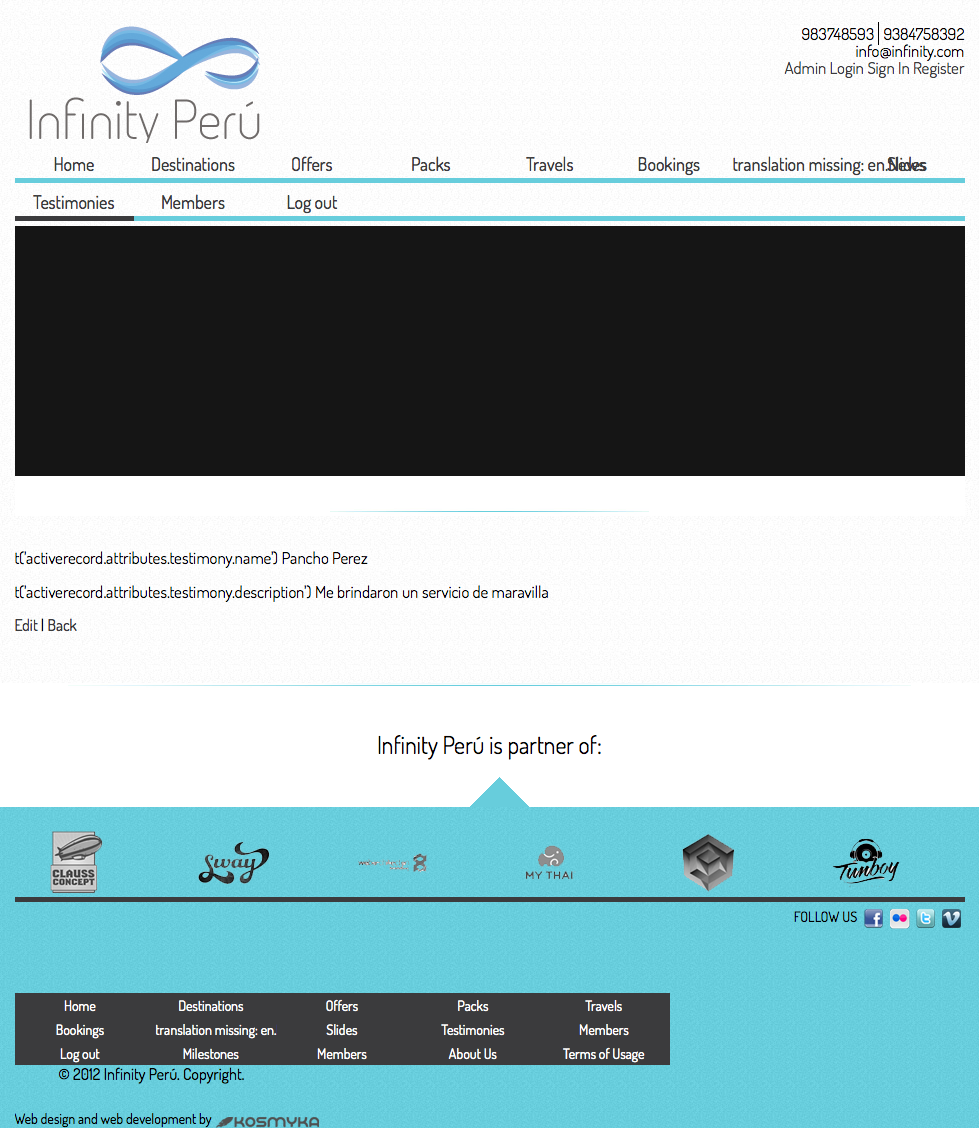 983748593 | 9384758392
info@infinity.com
Admin Login Sign In Register
Infinity Perú
Home Destinations Offers Packs Travels Bookings translation missing: en. Slides
Testimonies Members Log out
t('activerecord.attributes.testimony.name') Pancho Perez
t('activerecord.attributes.testimony.description') Me brindaron un servicio de maravilla
Edit | Back
Infinity Perú is partner of:
CLAUSS CONCEPT
Sway
MY THAI
Tunboy
FOLLOW US
Home Destinations Offers Packs Travels
Bookings translation missing: en. Slides Testimonies Members
Log out Milestones Members About Us Terms of Usage
© 2012 Infinity Perú. Copyright.
Web design and web development by KOSMYKA